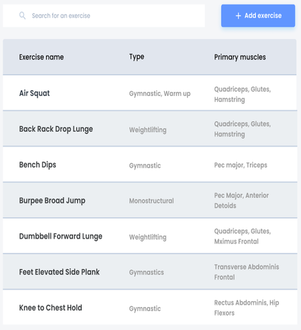 Search for an exercise
+ Add exercise
Exercise name Type Primary muscles
Air Squat Gymnastic, Warm up Quadriceps, Glutes,
Hamstring
Back Rack Drop Lunge Weightlifting Quadriceps, Glutes,
Hamstring
Bench Dips Gymnastic Pec major, Triceps
Burpee Broad Jump Monostructural Pec Major, Anterior
Deltoids
Dumbbell Forward Lunge Weightlifting Quadriceps, Glutes,
Msimus Frontal
Feet Elevated Side Plank Gymnastics Transverse Abdominis
Frontal
Knee to Chest Hold Gymnastic Rectus Abdominis, Hip
Flexors